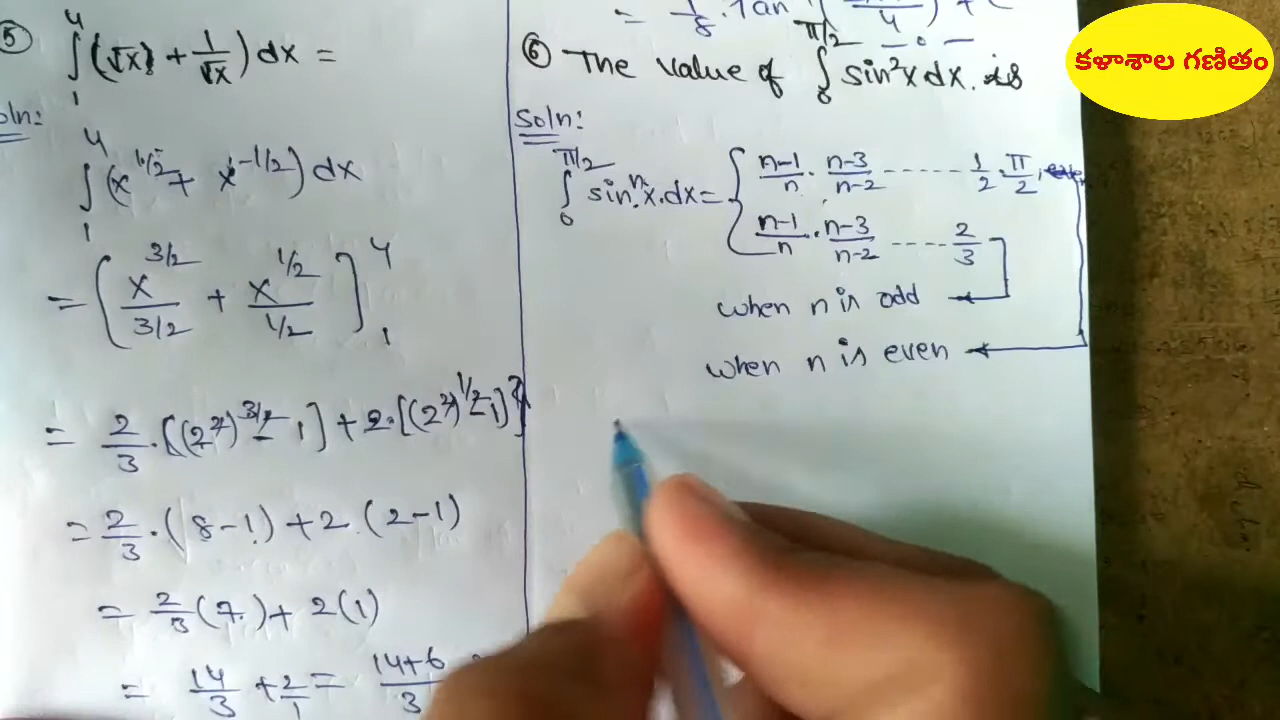 = 1/8 . Tan
⑤ ∫₁⁴ (√x + 1/√x) dx =
Soln:
∫₁⁴ (x^{1/2} + x^{-1/2}) dx
= [ x^{3/2}/(3/2) + x^{1/2}/(1/2) ]₁⁴
= 2/3 . [(2²)^{3/2} - 1] + 2 . [(2²)^{1/2} - 1]}
= 2/3 . (8-1) + 2 . (2-1)
= 2/3 (7) + 2(1)
= 14/3 + 2/1 = (14+6)/3
⑥ The value of ∫₀^{π/2} sin²x dx. is
Soln:
∫₀^{π/2} sinⁿx.dx = { (n-1)/n . (n-3)/(n-2) ------ 1/2 . π/2,
(n-1)/n . (n-3)/(n-2) ---- 2/3
when n is odd
when n is even
కళాశాల గణితం